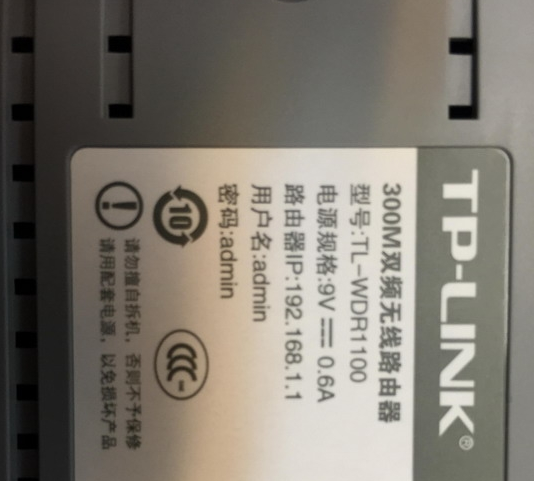 TP-LINK®
300M双频无线路由器
型号:TL-WDR1100
电源规格:9V⎓0.6A
路由器IP:192.168.1.1
用户名:admin
密码:admin
10
CCC
请勿擅自拆机，否则不予保修
请用配套电源，以免损坏产品